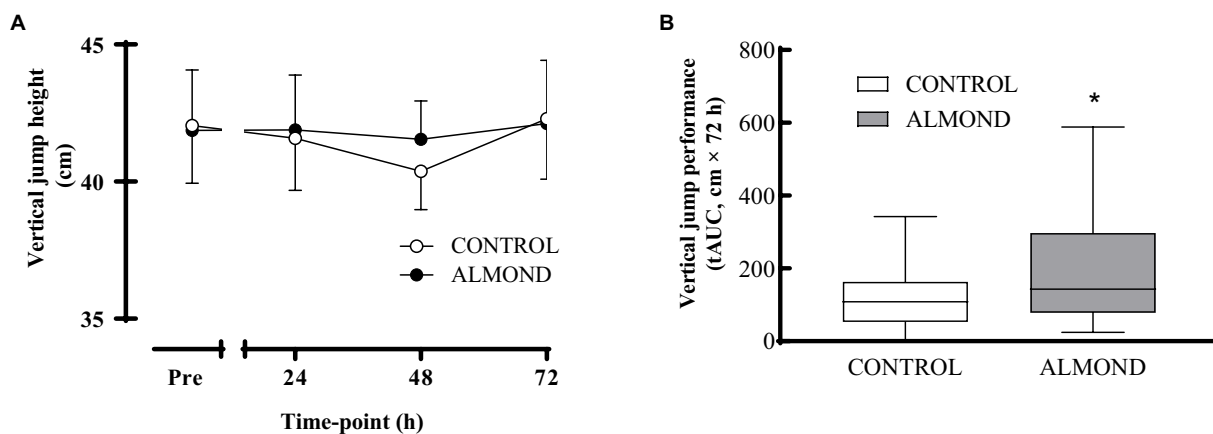 A
Vertical jump height
(cm)
45
40
35
CONTROL
ALMOND
Pre
24
48
72
Time-point (h)
B
Vertical jump performance
(tAUC, cm × 72 h)
800
600
400
200
0
CONTROL
ALMOND
*
CONTROL
ALMOND